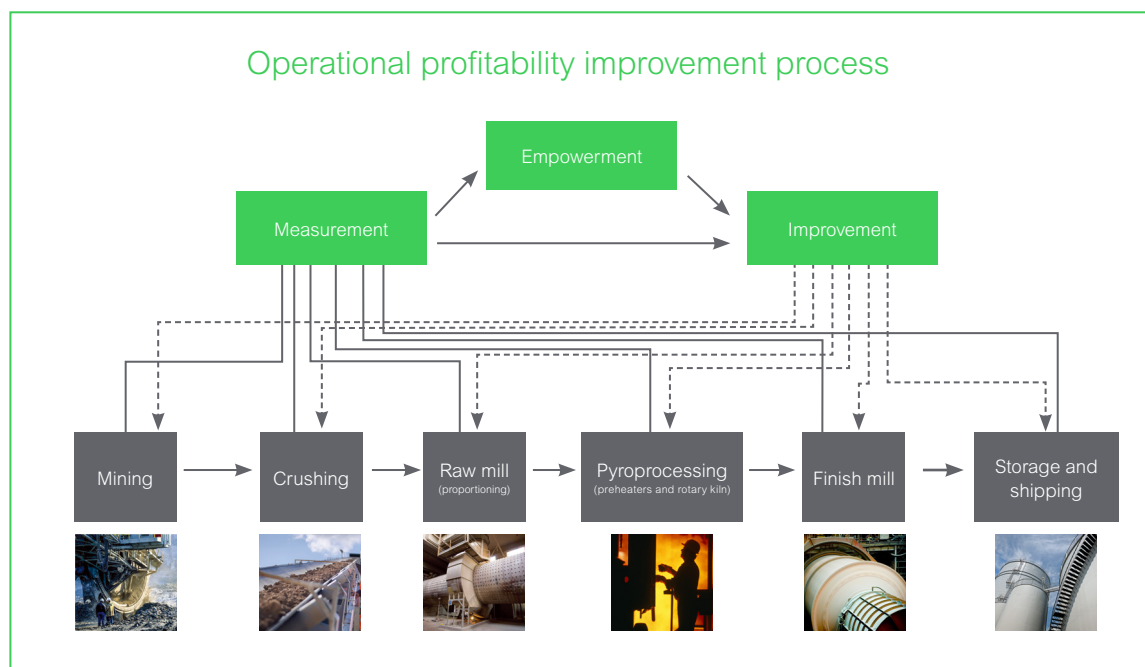 Operational profitability improvement process
Empowerment
Measurement
Improvement
Mining
Crushing
Raw mill
(proportioning)
Pyroprocessing
(preheaters and rotary kiln)
Finish mill
Storage and
shipping